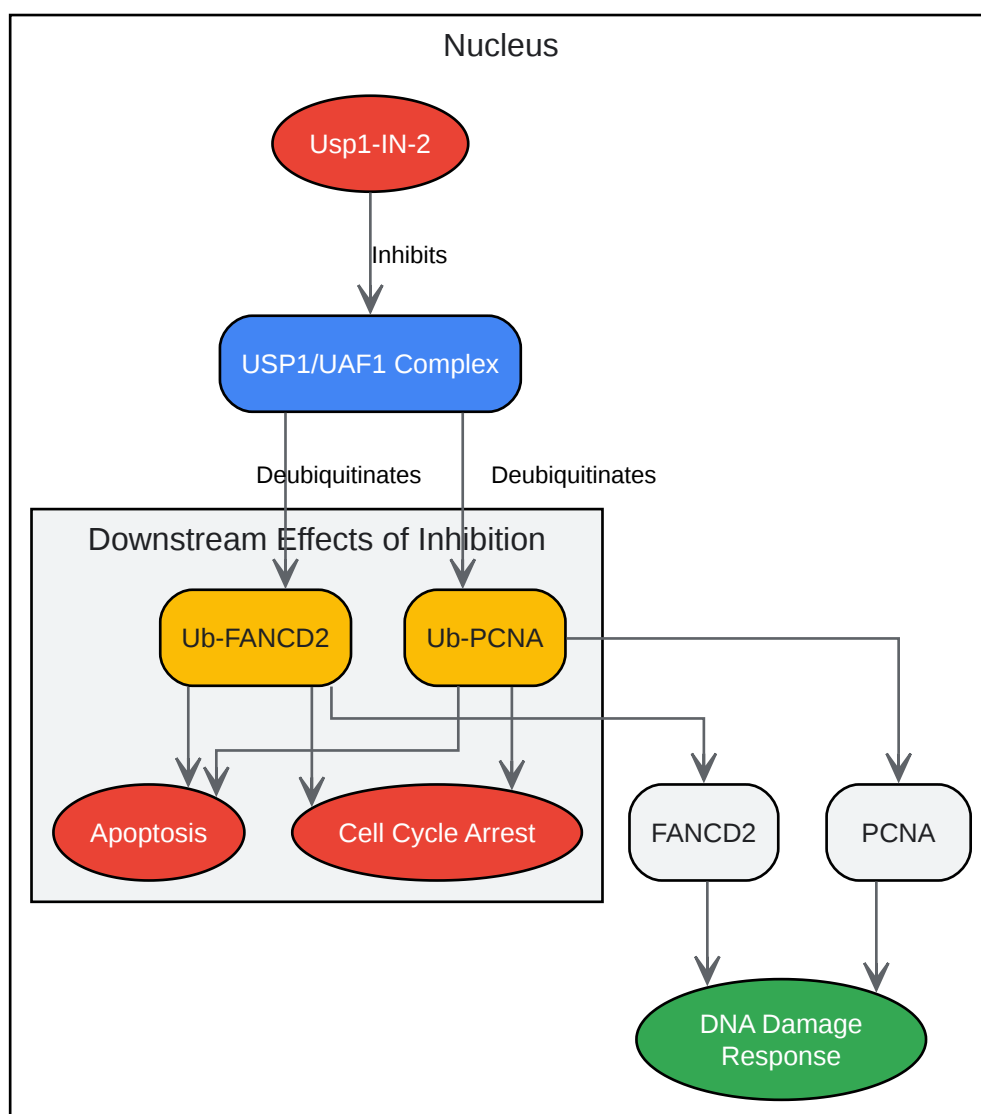 Nucleus
Usp1-IN-2
Inhibits
USP1/UAF1 Complex
Deubiquitinates
Deubiquitinates
Downstream Effects of Inhibition
Ub-FANCD2
Ub-PCNA
Apoptosis
Cell Cycle Arrest
FANCD2
PCNA
DNA Damage
Response